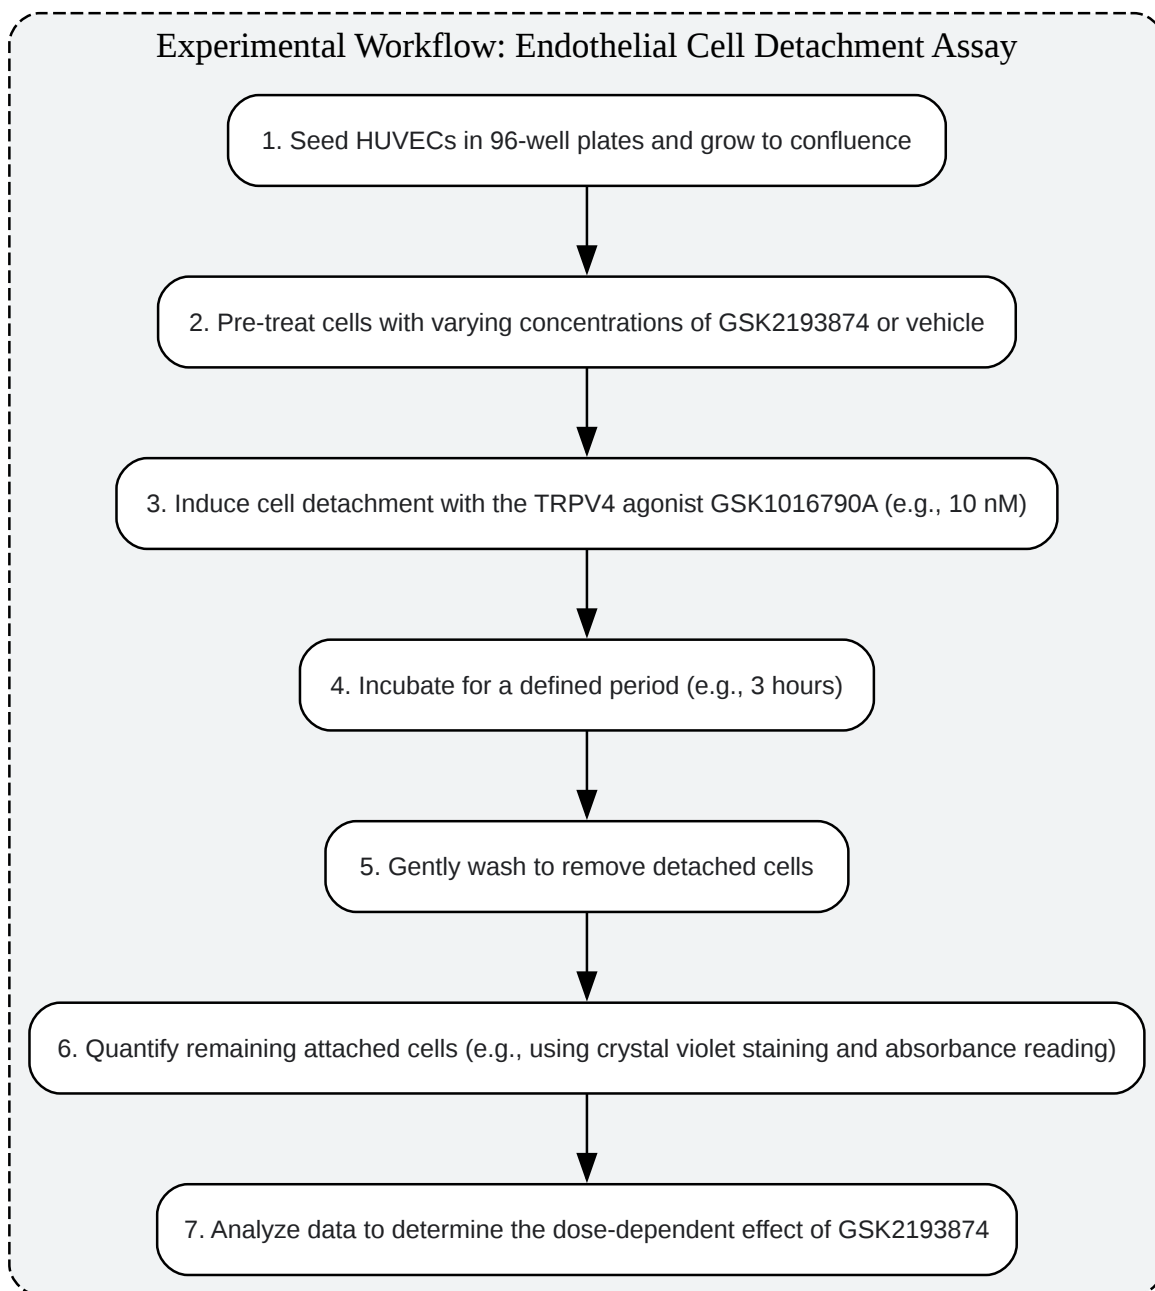 Experimental Workflow: Endothelial Cell Detachment Assay
1. Seed HUVECs in 96-well plates and grow to confluence
2. Pre-treat cells with varying concentrations of GSK2193874 or vehicle
3. Induce cell detachment with the TRPV4 agonist GSK1016790A (e.g., 10 nM)
4. Incubate for a defined period (e.g., 3 hours)
5. Gently wash to remove detached cells
6. Quantify remaining attached cells (e.g., using crystal violet staining and absorbance reading)
7. Analyze data to determine the dose-dependent effect of GSK2193874